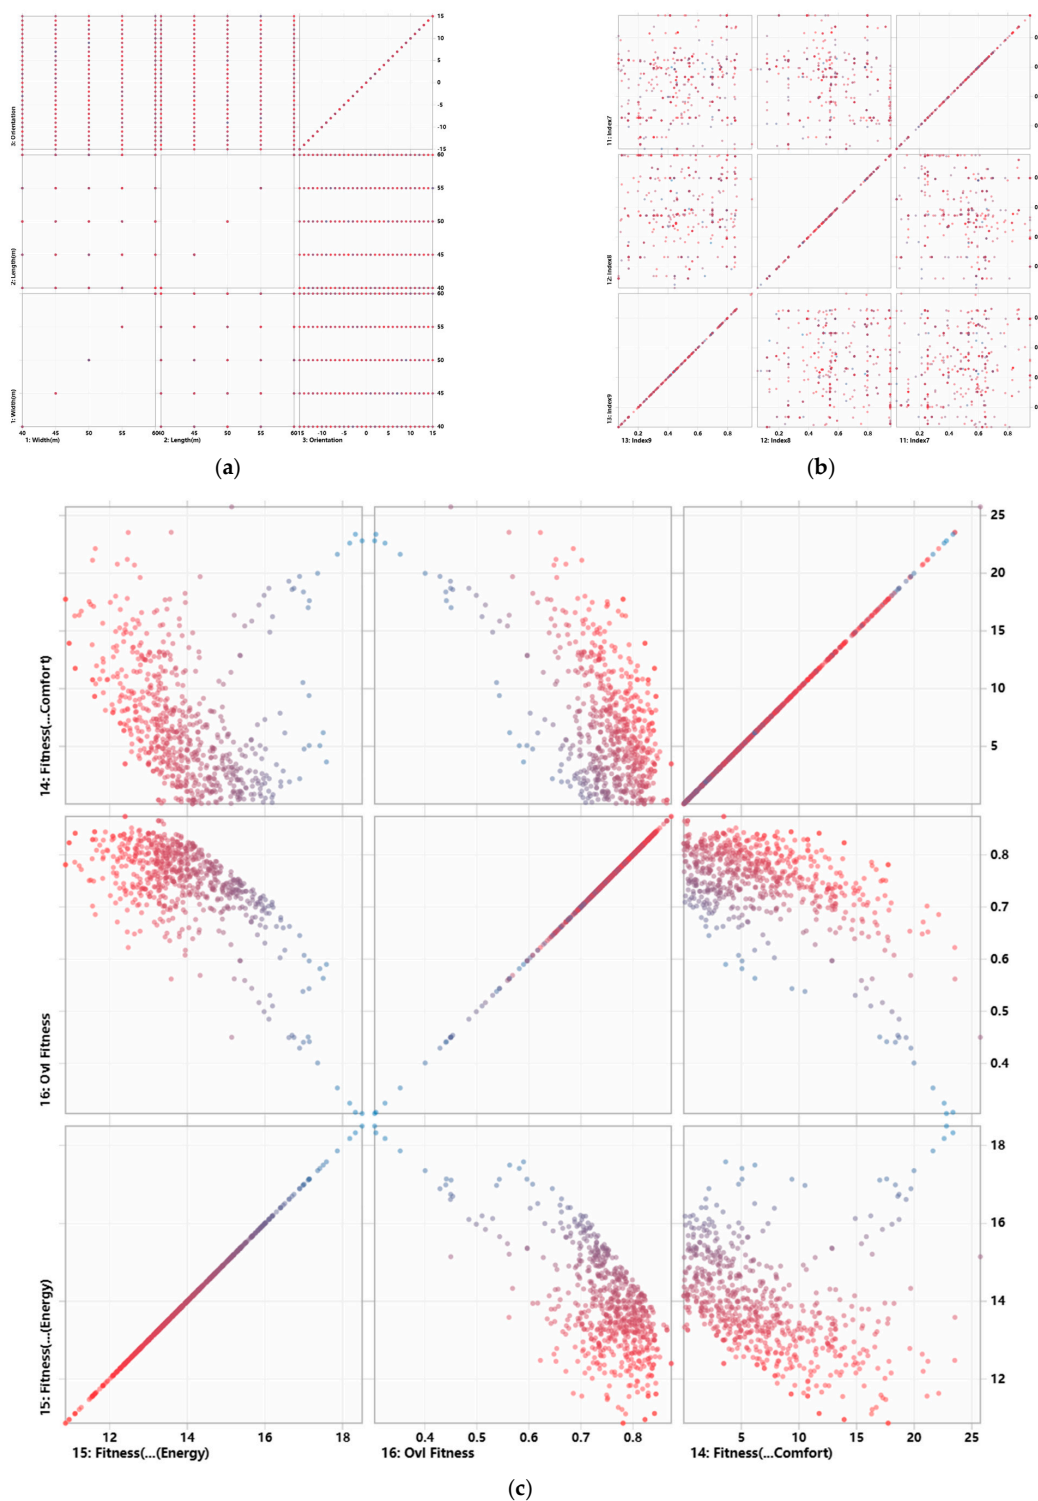 15
10
5
0
-5
-10
-15
3: Orientation
60
55
50
45
40
2: Length(m)
60
55
50
45
40
1: Width(m)
40 45 50 55 60 40 45 50 55 60 -15 -10 -5 0 5 10 15
1: Width(m) 2: Length(m) 3: Orientation
(a)
11: Index7
12: Index8
13: Index9
0.2 0.4 0.6 0.8 0.2 0.4 0.6 0.8 0.2 0.4 0.6 0.8
13: Index9 12: Index8 11: Index7
(b)
25
20
15
10
5
14: Fitness(...Comfort)
0.8
0.7
0.6
0.5
0.4
16: Ovl Fitness
18
16
14
12
15: Fitness(...(Energy)
12 14 16 18 0.4 0.5 0.6 0.7 0.8 5 10 15 20 25
15: Fitness(...(Energy) 16: Ovl Fitness 14: Fitness(...Comfort)
(c)